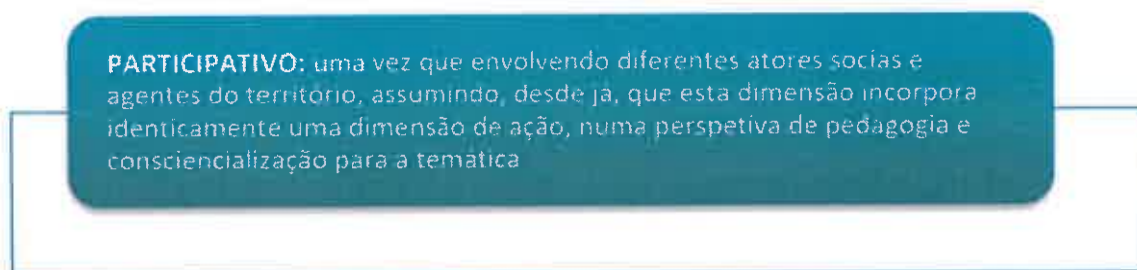 PARTICIPATIVO: uma vez que envolvendo diferentes atores socias e
agentes do território, assumindo, desde já, que esta dimensão incorpora
identicamente uma dimensão de ação, numa perspetiva de pedagogia e
consciencialização para a temática